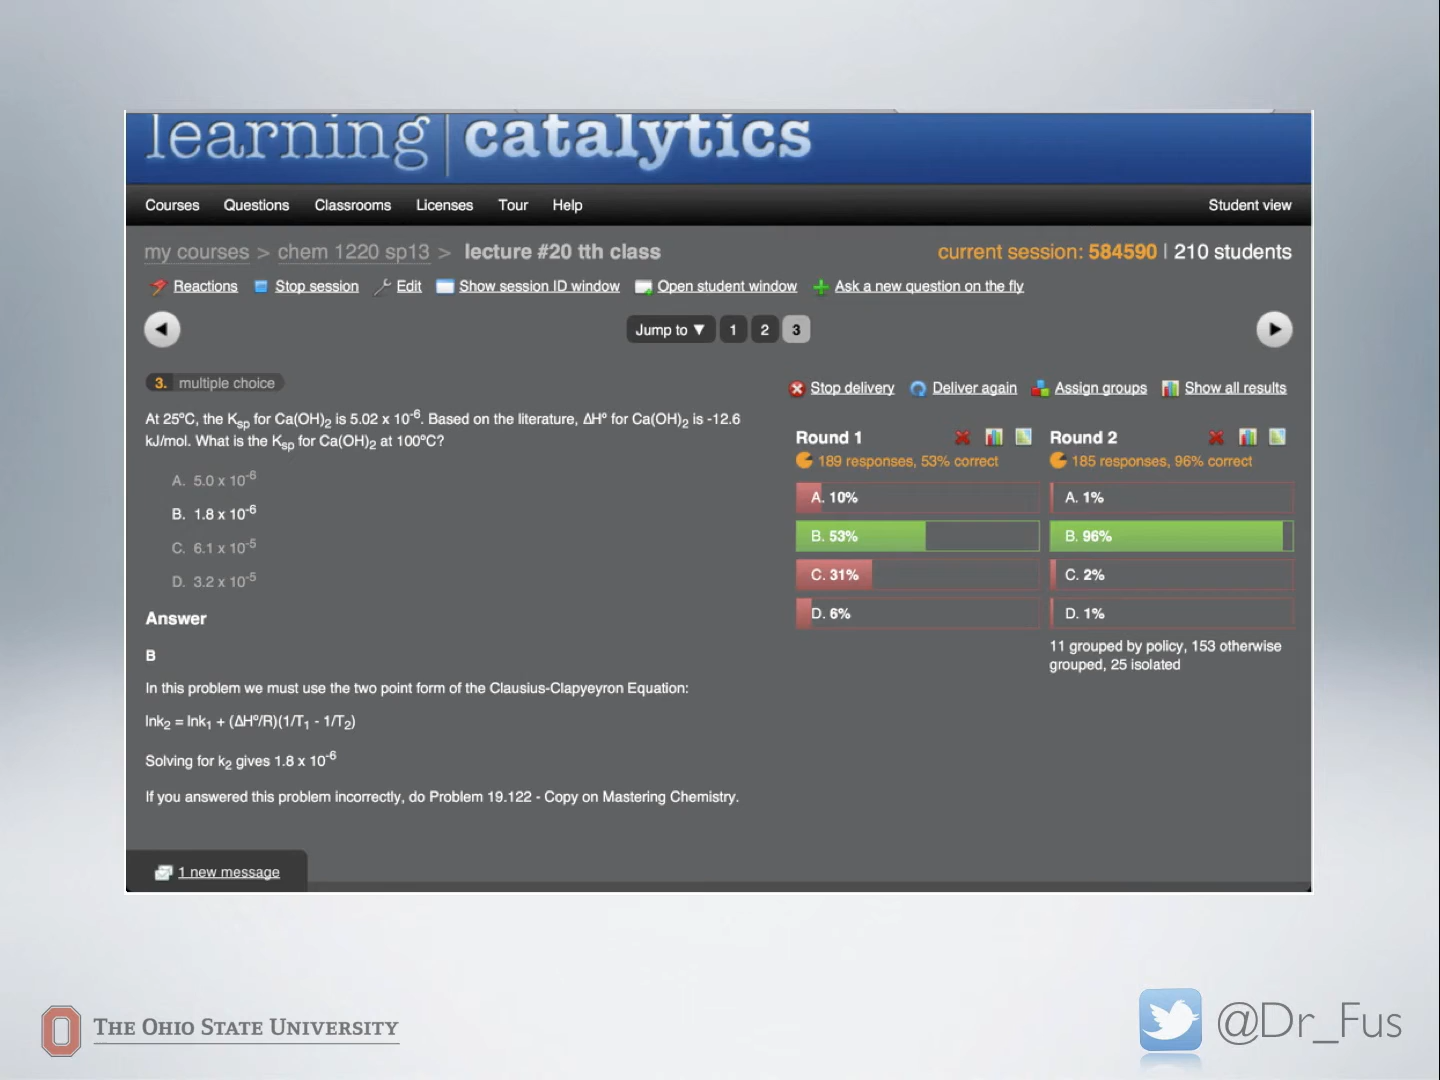 learning | catalytics
Courses Questions Classrooms Licenses Tour Help Student view
my courses > chem 1220 sp13 > lecture #20 tth class current session: 584590 | 210 students
Reactions Stop session Edit Show session ID window Open student window Ask a new question on the fly
Jump to ▼ 1 2 3
3. multiple choice
Stop delivery Deliver again Assign groups Show all results
At 25ºC, the Ksp for Ca(OH)2 is 5.02 x 10^-6. Based on the literature, ΔHº for Ca(OH)2 is -12.6
kJ/mol. What is the Ksp for Ca(OH)2 at 100ºC?
A. 5.0 x 10^-6
B. 1.8 x 10^-6
C. 6.1 x 10^-5
D. 3.2 x 10^-5
Answer
B
In this problem we must use the two point form of the Clausius-Clapyeyron Equation:
lnk2 = lnk1 + (ΔHº/R)(1/T1 - 1/T2)
Solving for k2 gives 1.8 x 10^-6
If you answered this problem incorrectly, do Problem 19.122 - Copy on Mastering Chemistry.
Round 1
189 responses, 53% correct
A. 10%
B. 53%
C. 31%
D. 6%
Round 2
185 responses, 96% correct
A. 1%
B. 96%
C. 2%
D. 1%
11 grouped by policy, 153 otherwise
grouped, 25 isolated
1 new message
THE OHIO STATE UNIVERSITY
@Dr_Fus